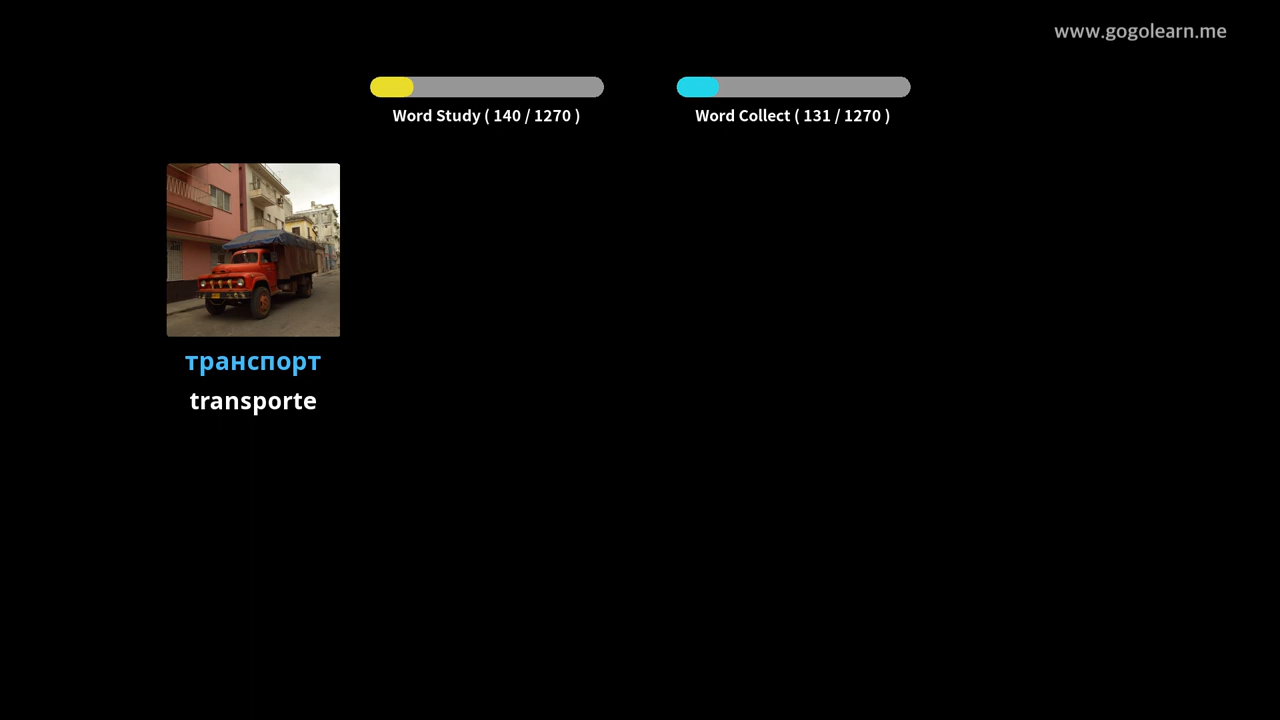 www.gogolearn.me
Word Study ( 140 / 1270 )
Word Collect ( 131 / 1270 )
транспорт
transporte